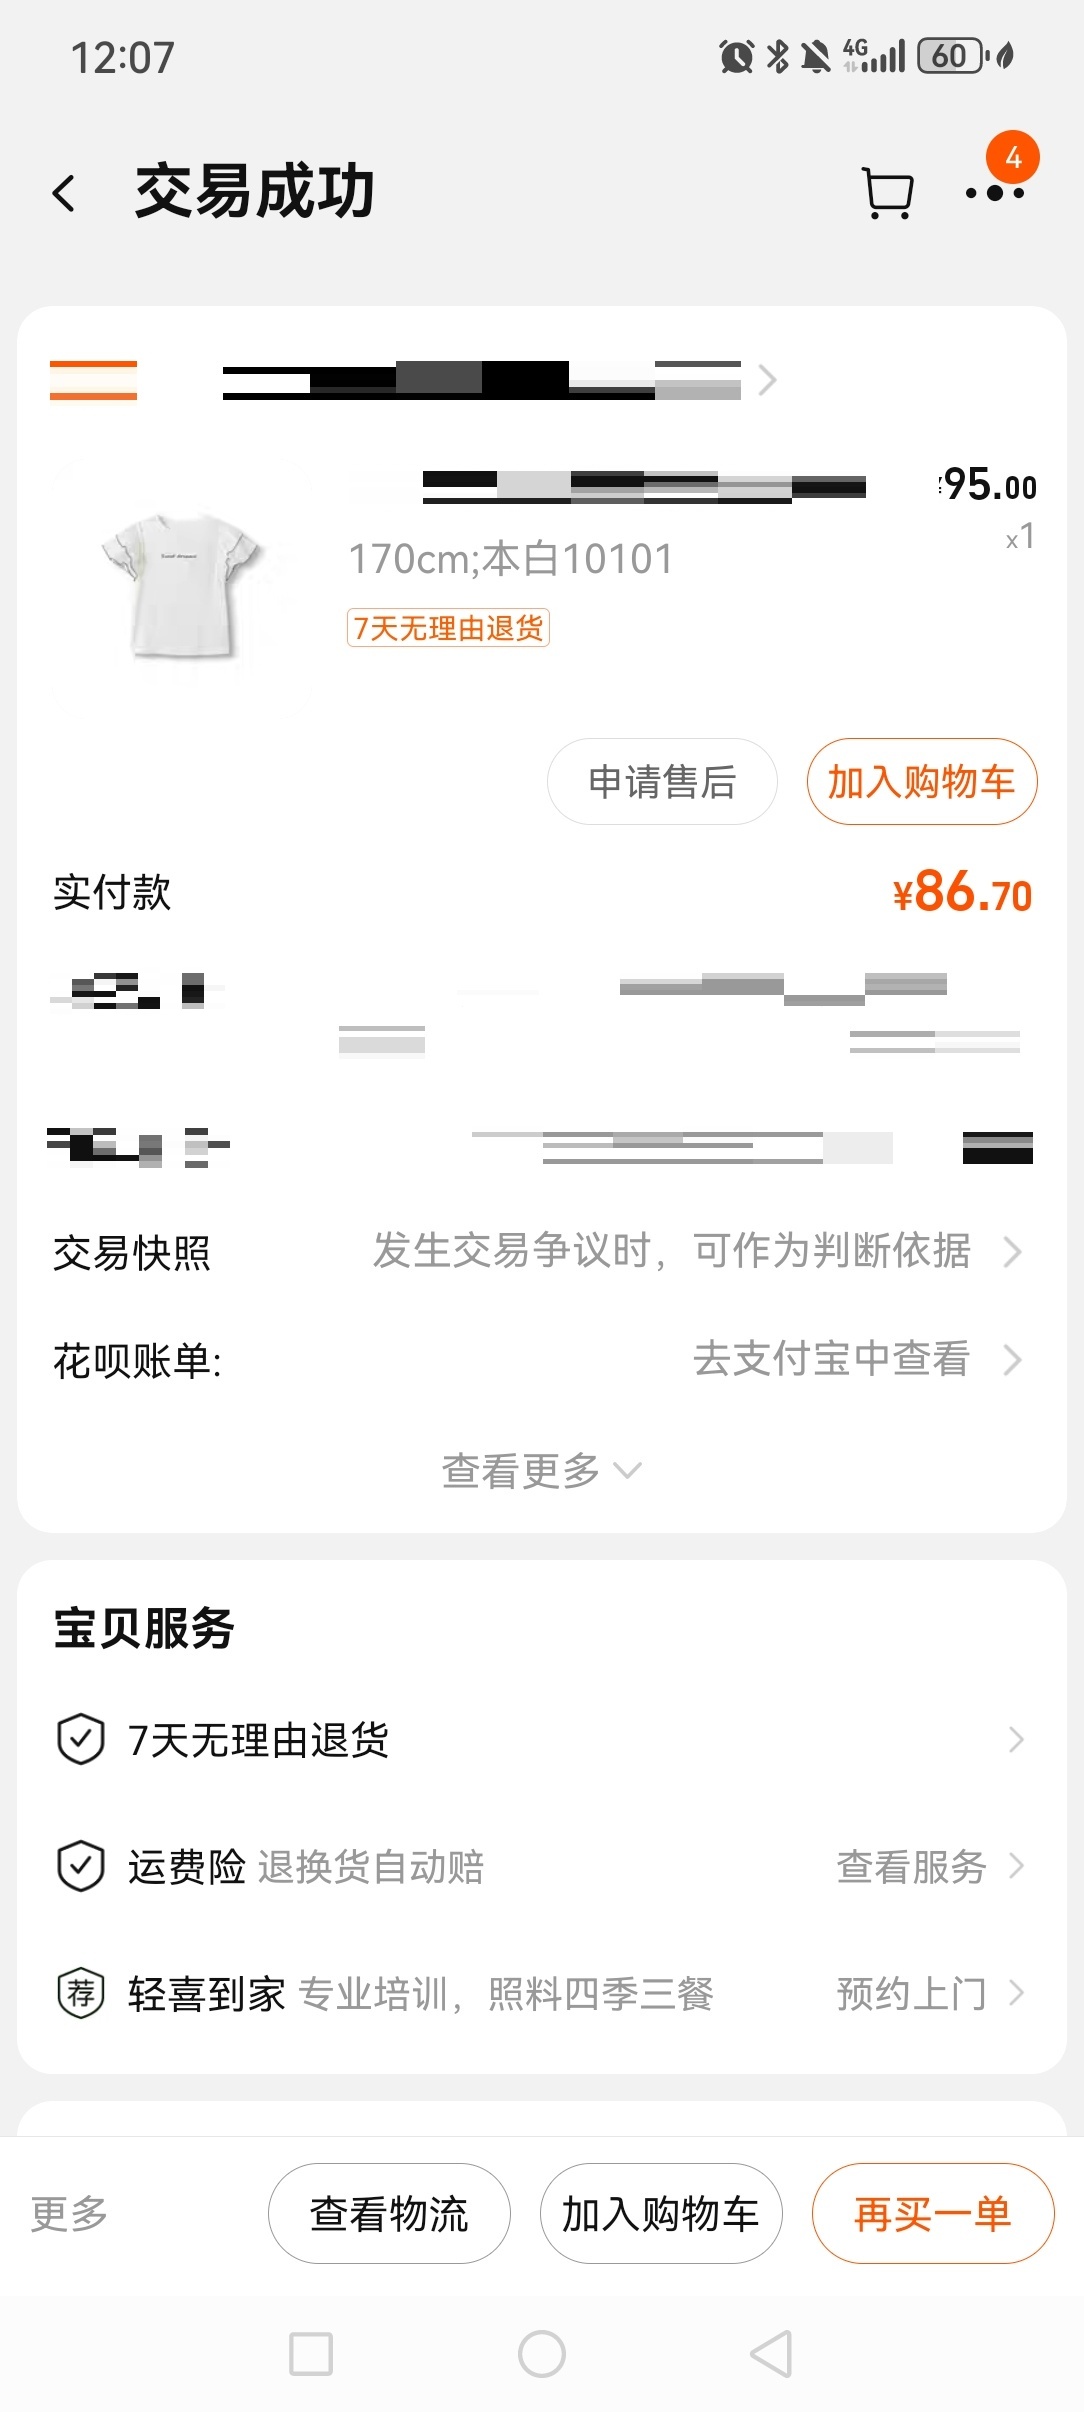 12:07
4G
60
交易成功
4
¥95.00
170cm;本白10101
x1
7天无理由退货
申请售后
加入购物车
实付款
¥86.70
交易快照
发生交易争议时，可作为判断依据
花呗账单:
去支付宝中查看
查看更多
宝贝服务
7天无理由退货
运费险 退换货自动赔
查看服务
荐
轻喜到家 专业培训，照料四季三餐
预约上门
更多
查看物流
加入购物车
再买一单